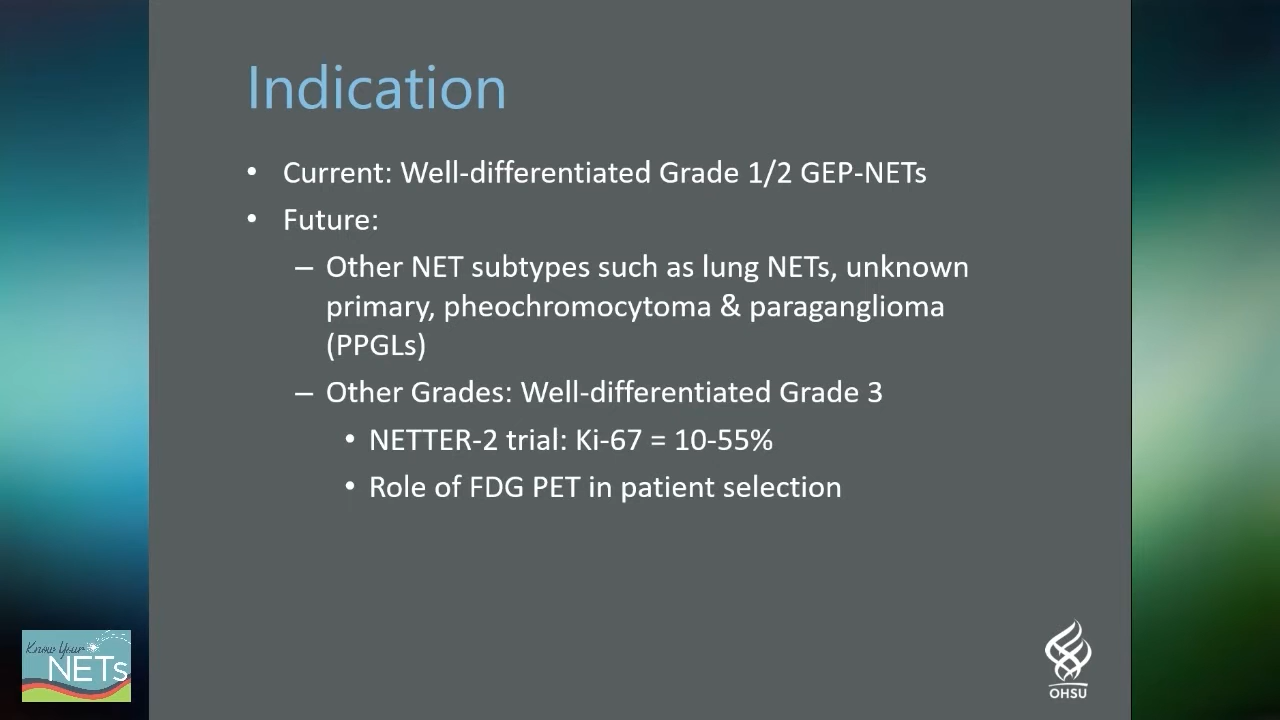 Indication
• Current: Well-differentiated Grade 1/2 GEP-NETs
• Future:
– Other NET subtypes such as lung NETs, unknown
primary, pheochromocytoma & paraganglioma
(PPGLs)
– Other Grades: Well-differentiated Grade 3
• NETTER-2 trial: Ki-67 = 10-55%
• Role of FDG PET in patient selection
Know Your
NETs
OHSU